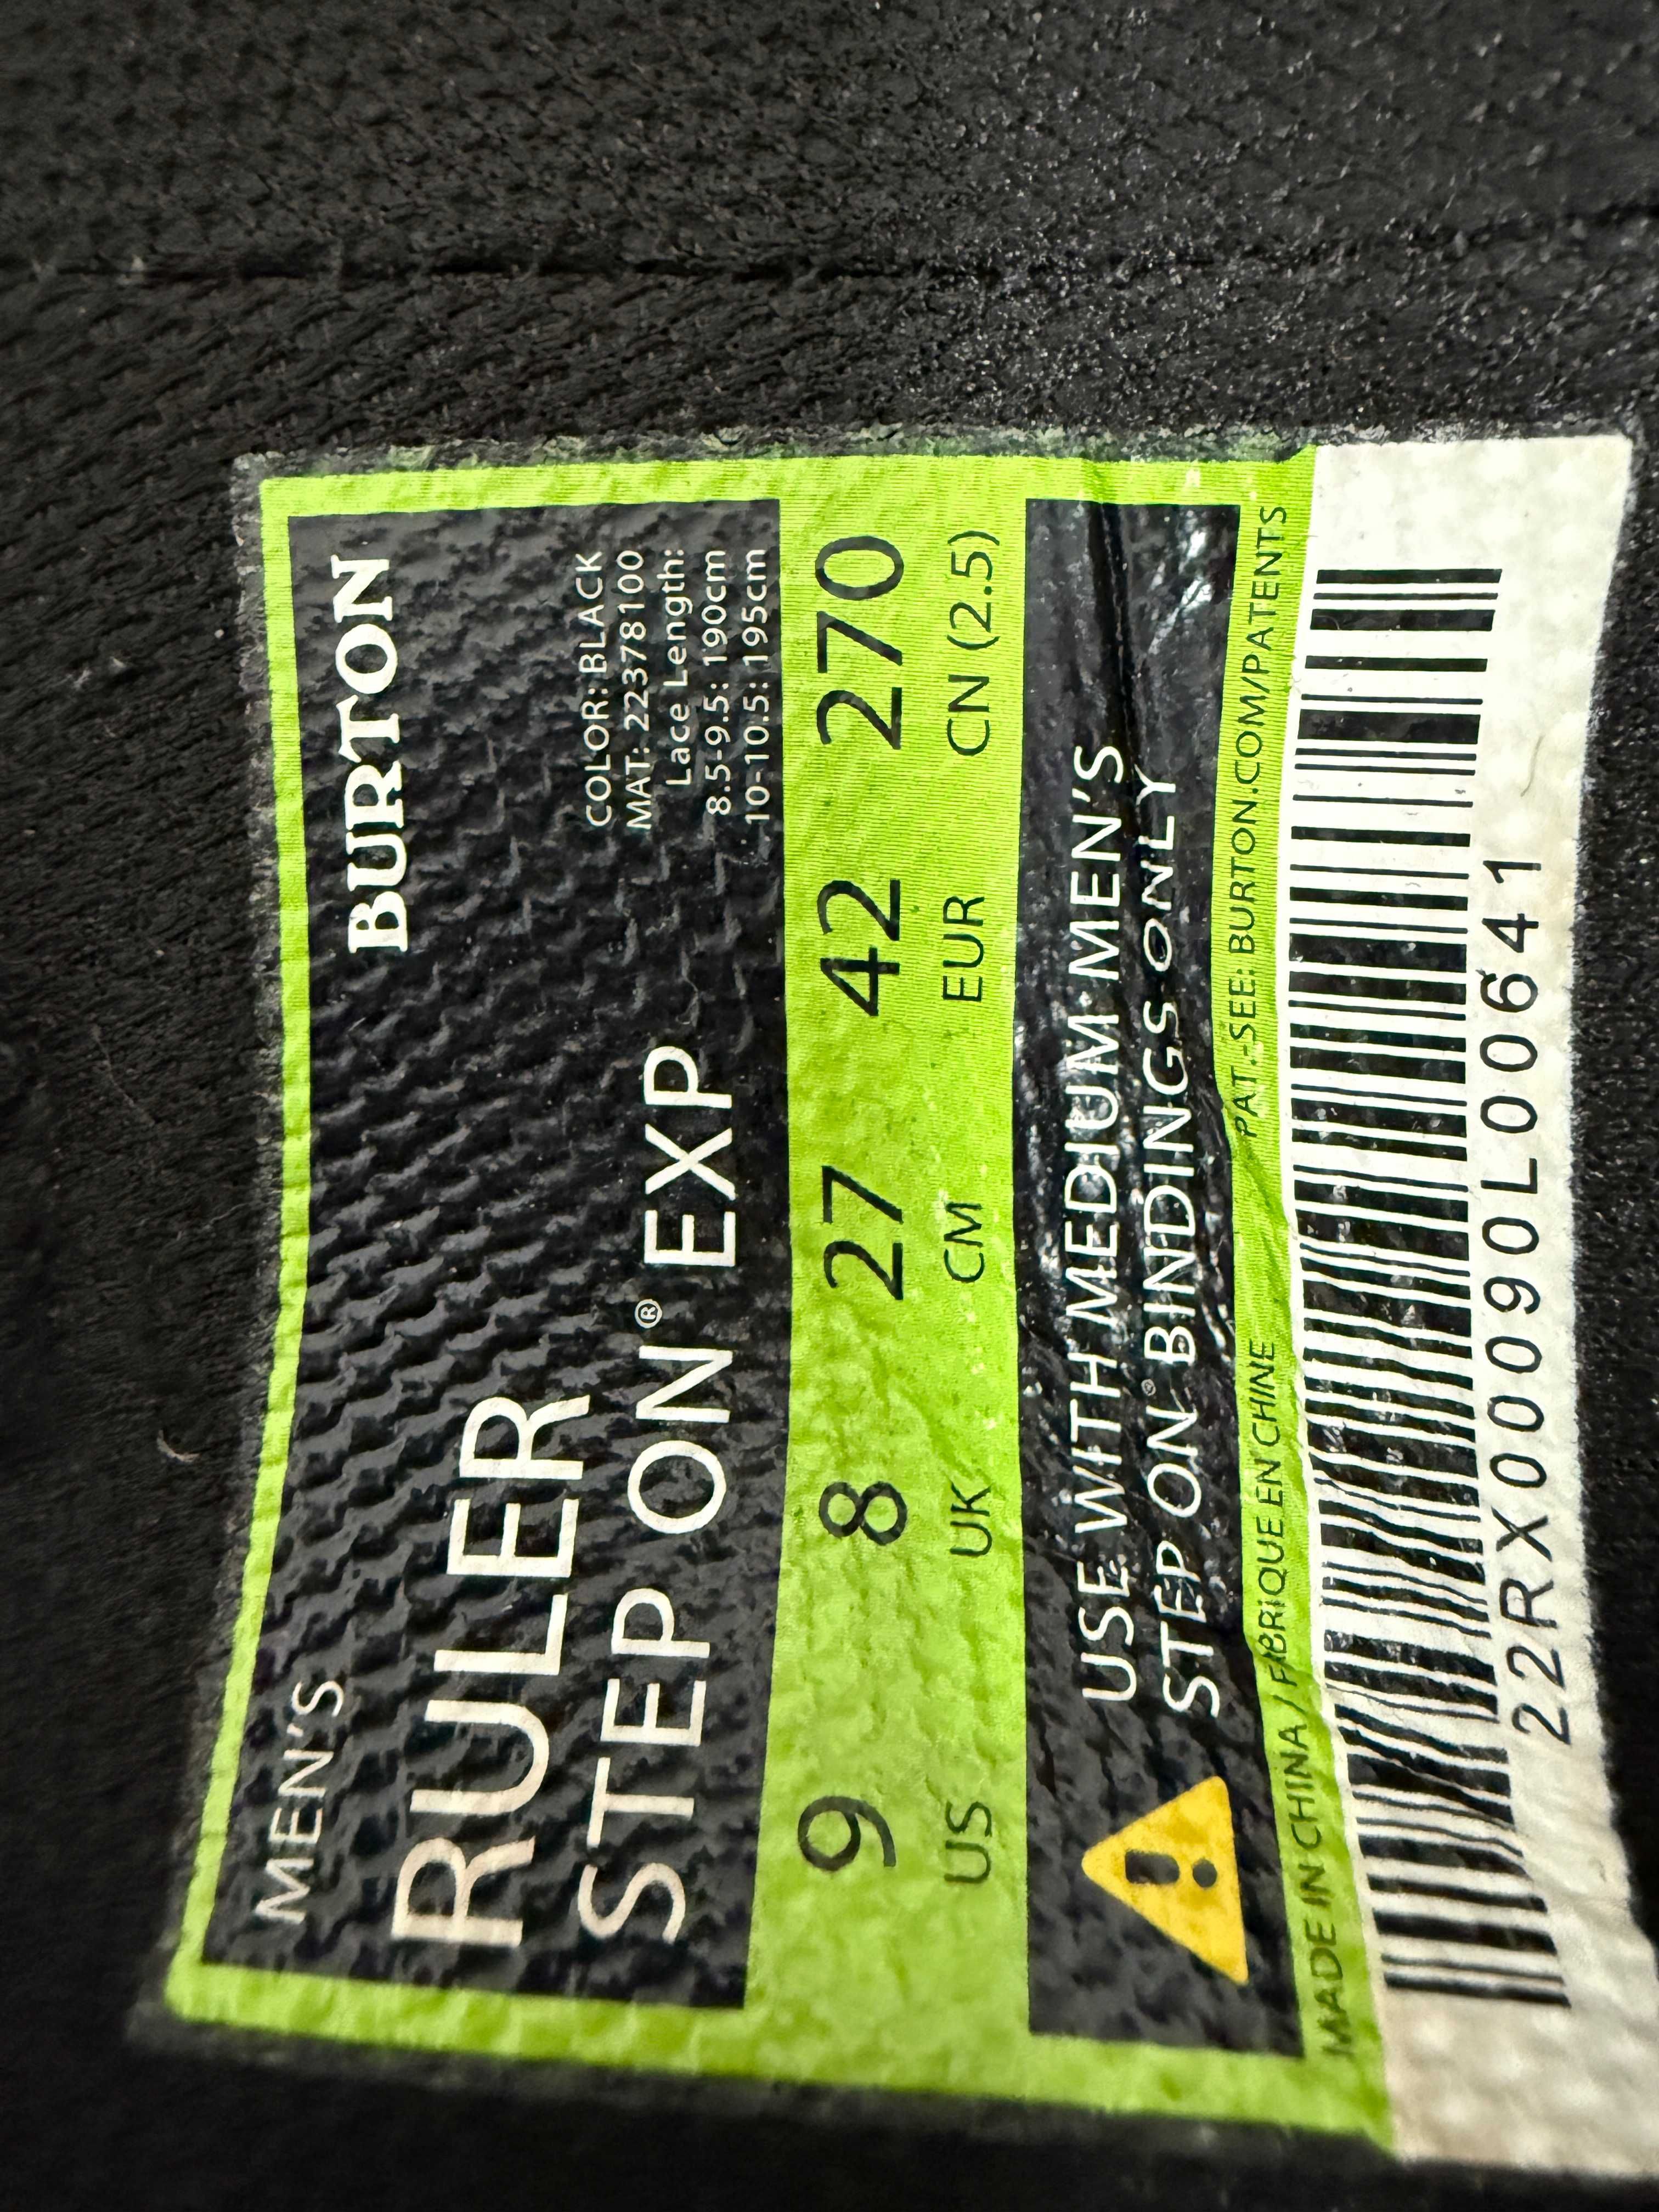 MEN'S
BURTON
RULER
STEP ON® EXP
COLOR: BLACK
MAT: 22378100
Lace Length:
8.5-9.5: 190cm
10-10.5: 195cm
9 8 27 42 270
US UK CM EUR CN (2.5)
USE WITH MEDIUM MEN'S
STEP ON® BINDINGS ONLY
MADE IN CHINA / FABRIQUE EN CHINE PAT.-SEE: BURTON.COM/PATENTS
22RX00090L00641